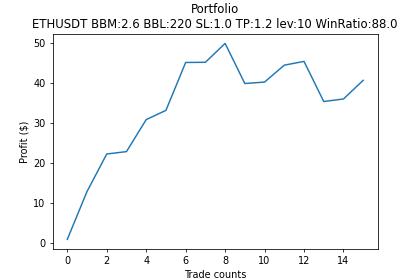 Portfolio
ETHUSDT BBM:2.6 BBL:220 SL:1.0 TP:1.2 lev:10 WinRatio:88.0
50
40
30
20
10
0
Profit ($)
0 2 4 6 8 10 12 14
Trade counts